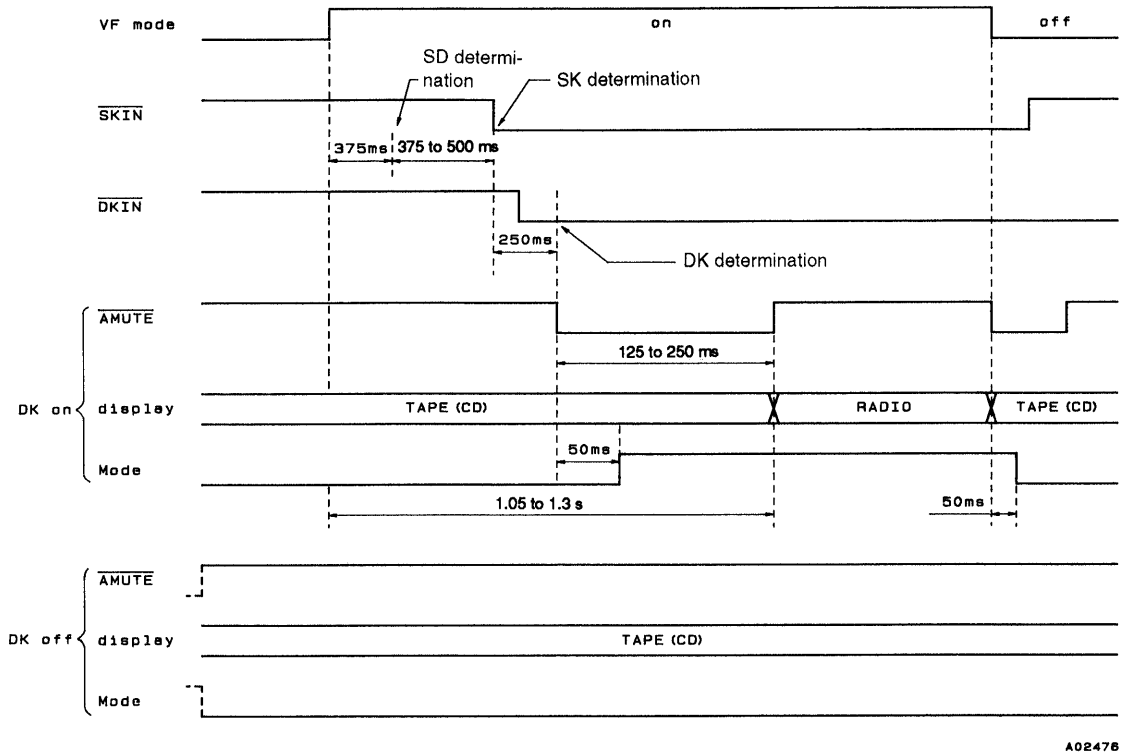 VF mode
on
off
SD determi-
nation
SK determination
SKIN
375ms
375 to 500 ms
DKIN
250ms
DK determination
AMUTE
125 to 250 ms
DK on
display
TAPE (CD)
RADIO
TAPE (CD)
50ms
Mode
1.05 to 1.3 s
50ms
AMUTE
DK off
display
TAPE (CD)
Mode
A02476